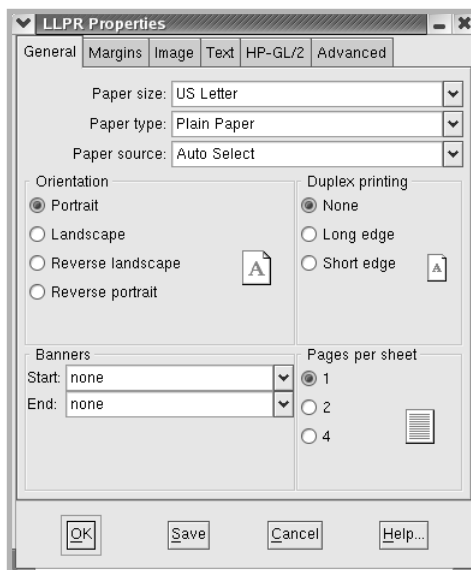 LLPR Properties
General Margins Image Text HP-GL/2 Advanced
Paper size: US Letter
Paper type: Plain Paper
Paper source: Auto Select
Orientation
Portrait
Landscape
Reverse landscape
Reverse portrait
A
Duplex printing
None
Long edge
Short edge
A
Banners
Start: none
End: none
Pages per sheet
1
2
4
OK Save Cancel Help...